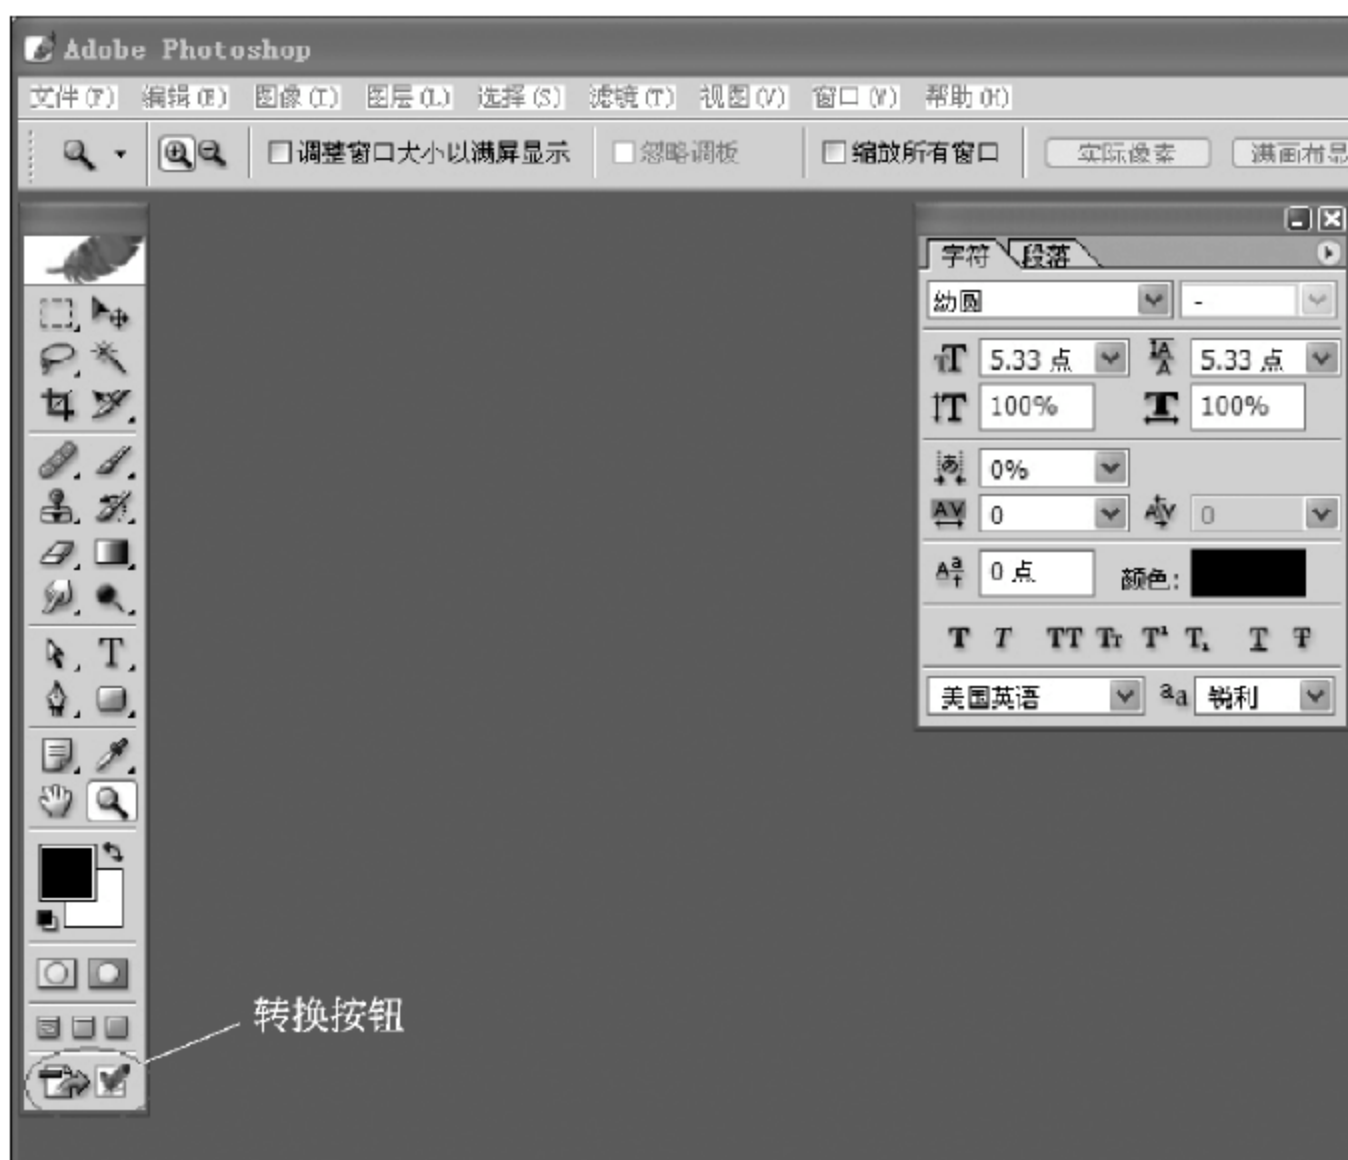 Adobe Photoshop
文件(F) 编辑(E) 图像(I) 图层(L) 选择(S) 滤镜(T) 视图(V) 窗口(W) 帮助(H)
调整窗口大小以满屏显示 忽略调板 缩放所有窗口 实际像素 满画布显
字符 段落
幼圆 -
5.33 点 5.33 点
100% 100%
0%
0 0
0 点 颜色:
T T TT Tr T¹ T₁ T T
美国英语 aa 锐利
转换按钮